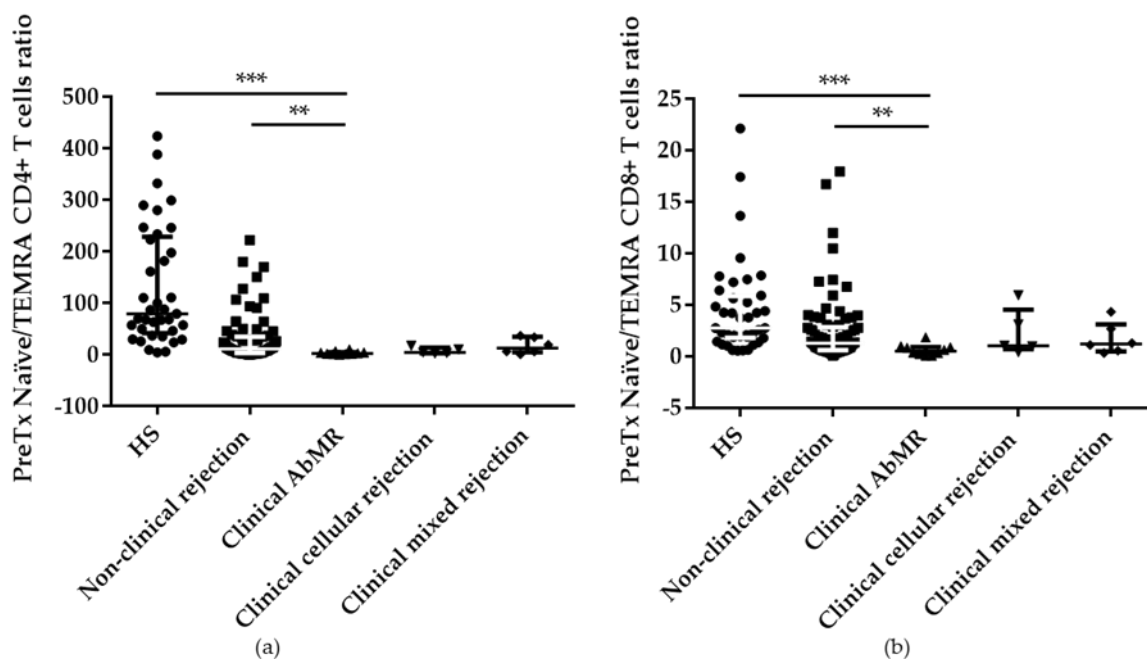 PreTx Naïve/TEMRA CD4+ T cells ratio
***
**
500
400
300
200
100
0
-100
HS
Non-clinical rejection
Clinical AbMR
Clinical cellular rejection
Clinical mixed rejection
(a)
PreTx Naïve/TEMRA CD8+ T cells ratio
***
**
25
20
15
10
5
0
-5
HS
Non-clinical rejection
Clinical AbMR
Clinical cellular rejection
Clinical mixed rejection
(b)